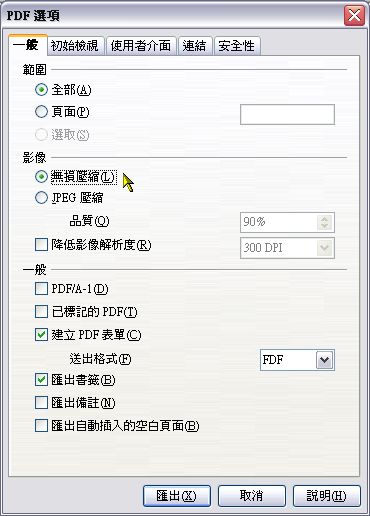 PDF 選項
一般 初始檢視 使用者介面 連結 安全性
範圍
全部(A)
頁面(P)
選取(S)
影像
無損壓縮(L)
JPEG 壓縮
品質(Q) 90%
降低影像解析度(R) 300 DPI
一般
PDF/A-1(D)
已標記的 PDF(T)
建立 PDF 表單(C)
送出格式(F) FDF
匯出書籤(B)
匯出備註(N)
匯出自動插入的空白頁面(B)
匯出(X) 取消 說明(H)